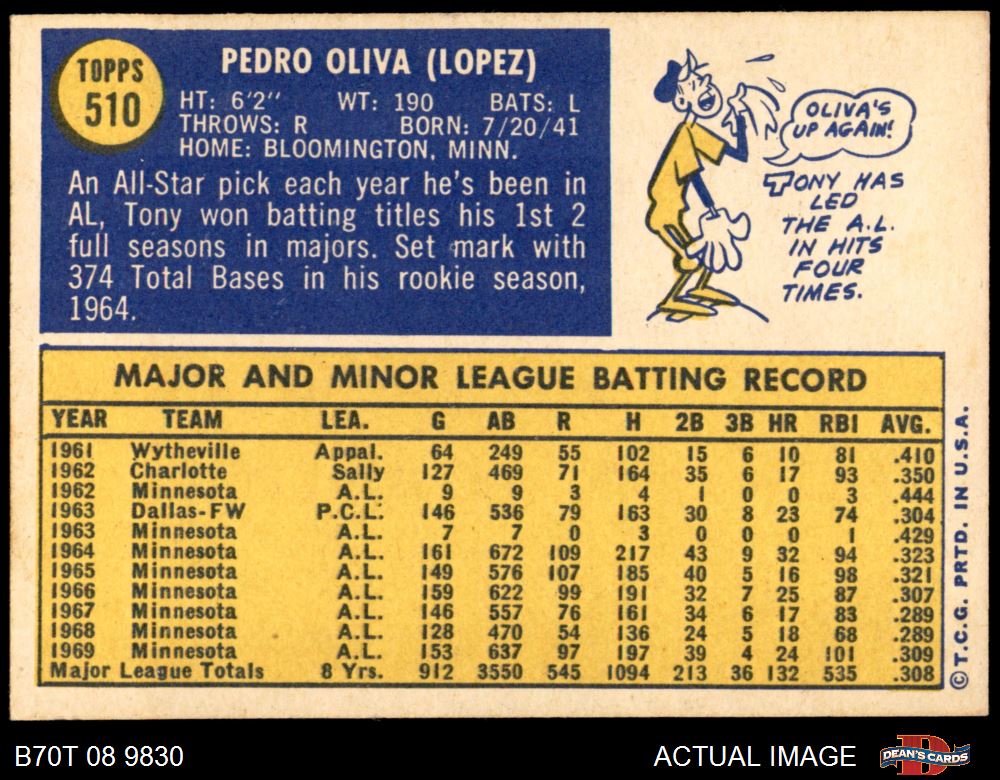 TOPPS
510
PEDRO OLIVA (LOPEZ)
HT: 6'2" WT: 190 BATS: L
THROWS: R BORN: 7/20/41
HOME: BLOOMINGTON, MINN.
An All-Star pick each year he's been in
AL, Tony won batting titles his 1st 2
full seasons in majors. Set mark with
374 Total Bases in his rookie season,
1964.
OLIVA'S
UP AGAIN!
TONY HAS
LED
THE A.L.
IN HITS
FOUR
TIMES.
MAJOR AND MINOR LEAGUE BATTING RECORD
YEAR TEAM LEA. G AB R H 2B 3B HR RBI AVG.
1961 Wytheville Appal. 64 249 55 102 15 6 10 81 .410
1962 Charlotte Sally 127 469 71 164 35 6 17 93 .350
1962 Minnesota A.L. 9 9 3 4 1 0 0 3 .444
1963 Dallas-FW P.C.L. 146 536 79 163 30 8 23 74 .304
1963 Minnesota A.L. 7 7 0 3 0 0 0 1 .429
1964 Minnesota A.L. 161 672 109 217 43 9 32 94 .323
1965 Minnesota A.L. 149 576 107 185 40 5 16 98 .321
1966 Minnesota A.L. 159 622 99 191 32 7 25 87 .307
1967 Minnesota A.L. 146 557 76 161 34 6 17 83 .289
1968 Minnesota A.L. 128 470 54 136 24 5 18 68 .289
1969 Minnesota A.L. 153 637 97 197 39 4 24 101 .309
Major League Totals 8 Yrs. 912 3550 545 1094 213 36 132 535 .308
©T.C.G. PRTD. IN U.S.A.
B70T 08 9830
ACTUAL IMAGE
DEAN'S CARDS